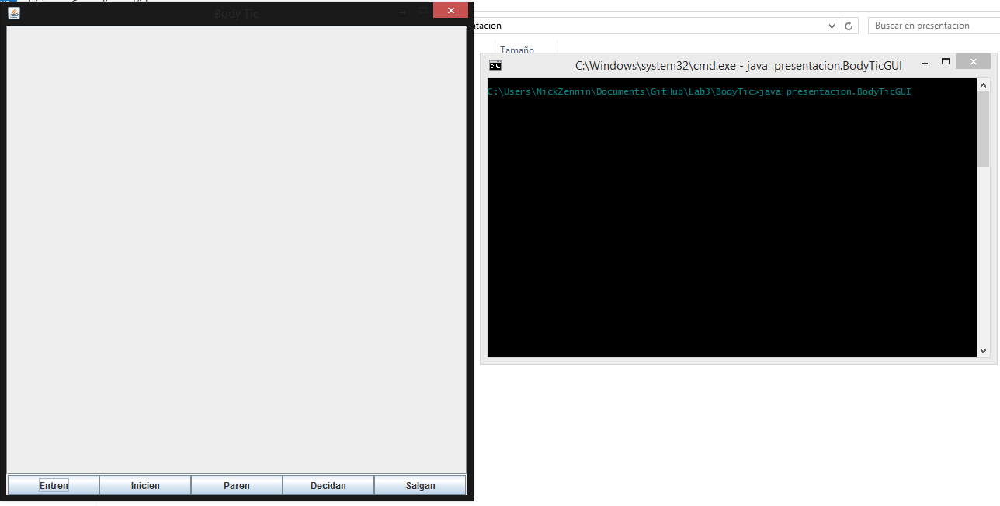 Body Tic
Entren Inicien Paren Decidan Salgan
ntacion
Buscar en presentacion
Tamaño
C:\Windows\system32\cmd.exe - java presentacion.BodyTicGUI
C:\Users\NickZennin\Documents\GitHub\Lab3\BodyTic>java presentacion.BodyTicGUI